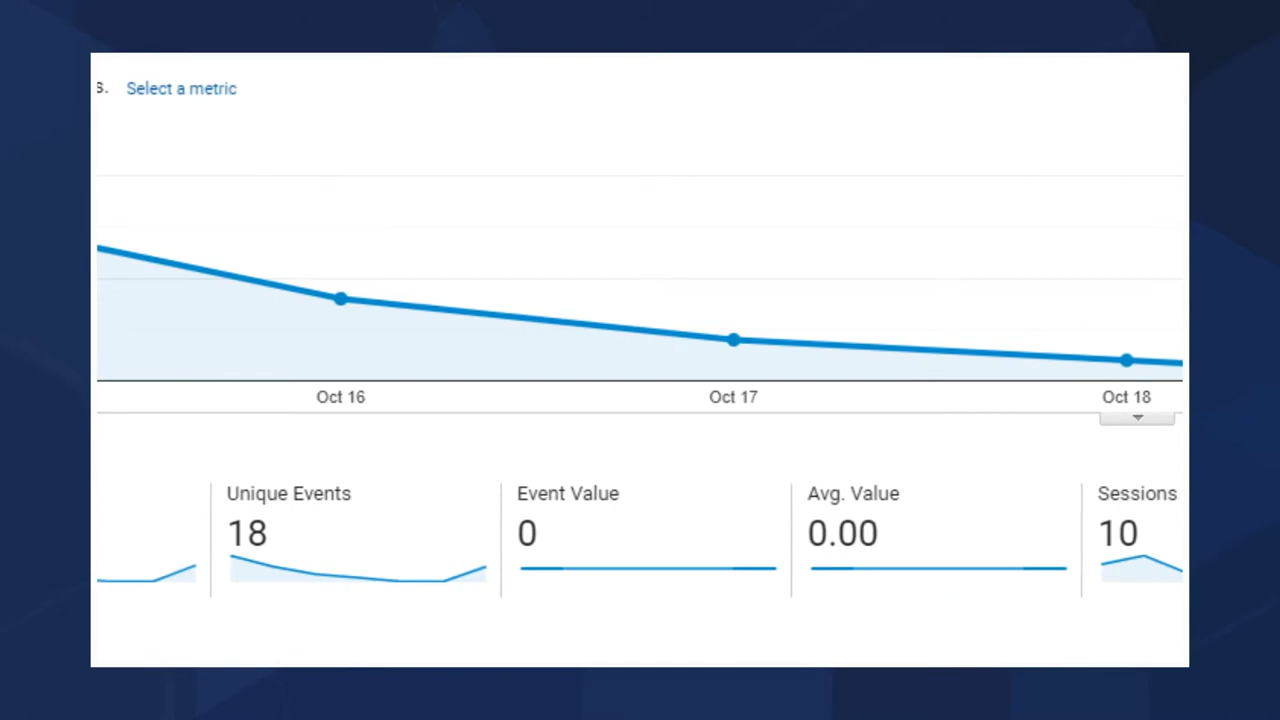 s. Select a metric
Oct 16 Oct 17 Oct 18
Unique Events Event Value Avg. Value Sessions
18 0 0.00 10